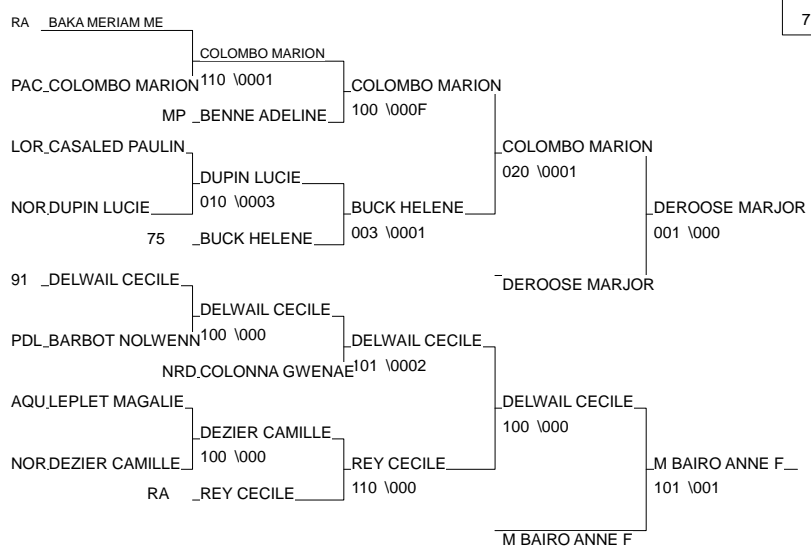 7
RA BAKA MERIAM ME
COLOMBO MARION
PAC COLOMBO MARION 110 \0001 COLOMBO MARION
MP BENNE ADELINE 100 \000F
LOR CASALED PAULIN COLOMBO MARION
020 \0001
DUPIN LUCIE
NOR DUPIN LUCIE 010 \0003 BUCK HELENE DEROOSE MARJOR
75 BUCK HELENE 003 \0001 001 \000
91 DELWAIL CECILE DEROOSE MARJOR
DELWAIL CECILE
PDL BARBOT NOLWENN 100 \000 DELWAIL CECILE
NRD COLONNA GWENAE 101 \0002
AQU LEPLET MAGALIE DELWAIL CECILE
100 \000
DEZIER CAMILLE
NOR DEZIER CAMILLE 100 \000 REY CECILE M BAIRO ANNE F
RA REY CECILE 110 \000 101 \001
M BAIRO ANNE F